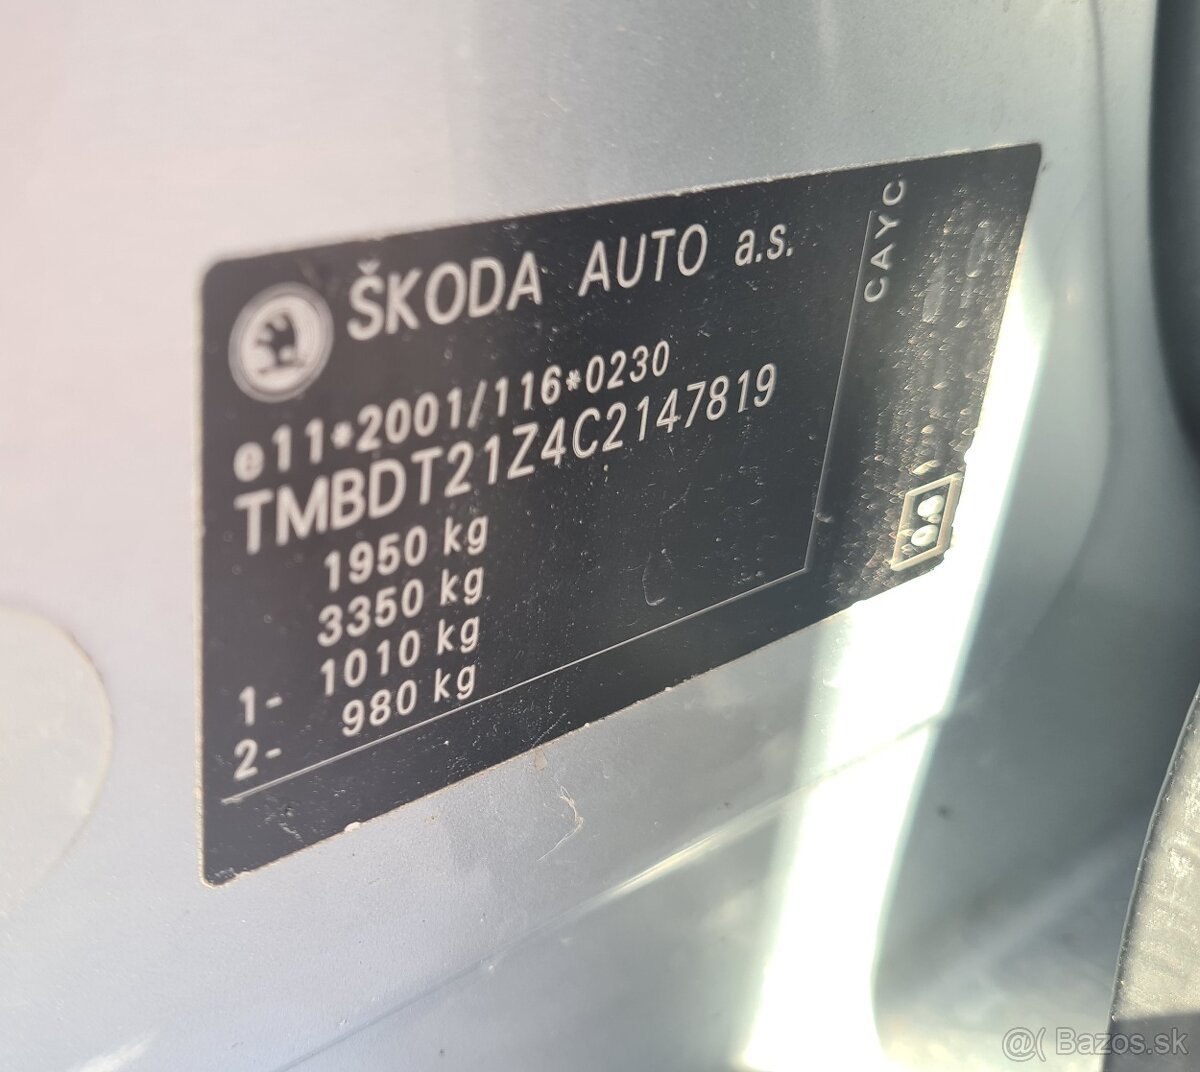 ŠKODA AUTO a.s.
e11*2001/116*0230
TMBDT21Z4C2147819
1950 kg
3350 kg
1- 1010 kg
2- 980 kg
CAYC
@( Bazos.sk